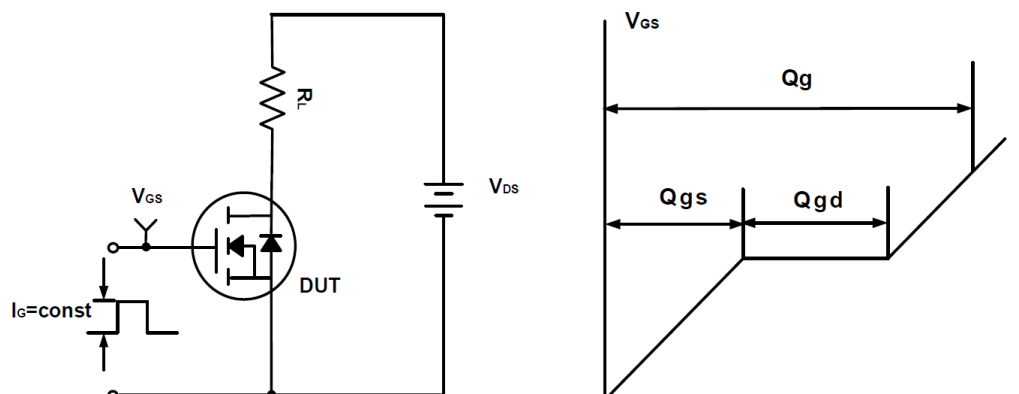 RL
VGS
VDS
DUT
IG=const
VGS
Qg
Qgs
Qgd